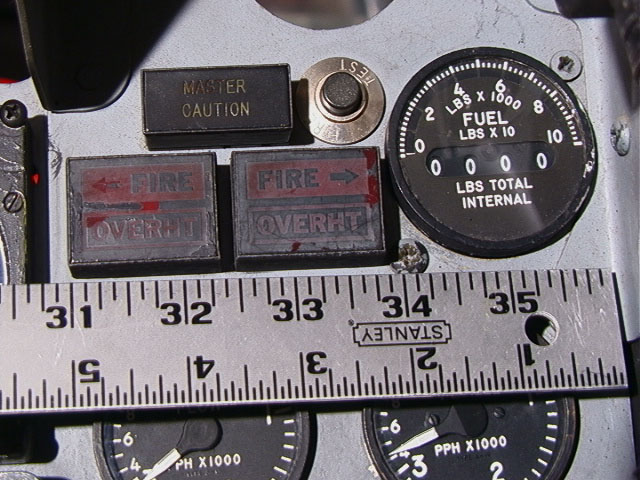 MASTER
CAUTION
TEST
← FIRE
OVERHT
FIRE →
OVERHT
0 2 4 6 8 10
LBS X 1000
FUEL
LBS X 10
0 0 0 0
LBS TOTAL
INTERNAL
31 32 33 34 35
STANLEY
5 4 3 2 1
6
4
PPH X1000
6
4
3
2
PPH X1000